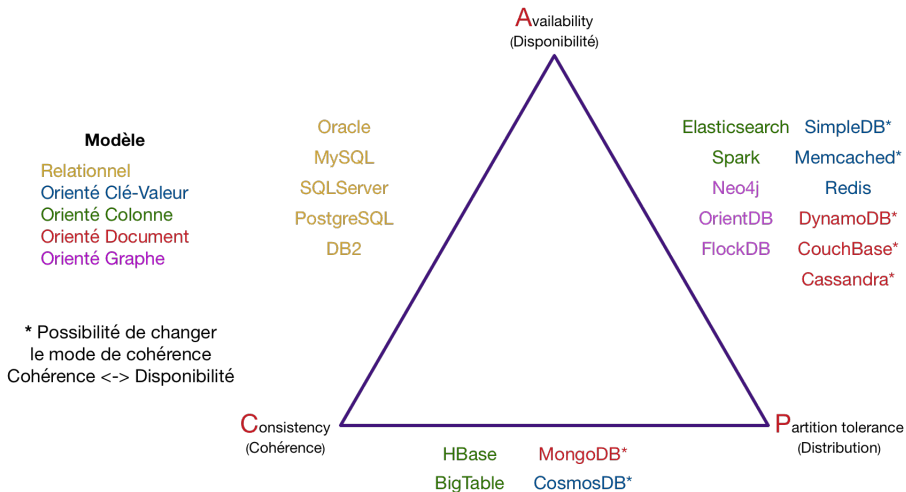 Availability
(Disponibilité)
Modèle
Relationnel
Orienté Clé-Valeur
Orienté Colonne
Orienté Document
Orienté Graphe
* Possibilité de changer
le mode de cohérence
Cohérence <-> Disponibilité
Oracle
MySQL
SQLServer
PostgreSQL
DB2
Elasticsearch SimpleDB*
Spark Memcached*
Neo4j Redis
OrientDB DynamoDB*
FlockDB CouchBase*
Cassandra*
Consistency
(Cohérence)
Partition tolerance
(Distribution)
HBase MongoDB*
BigTable CosmosDB*